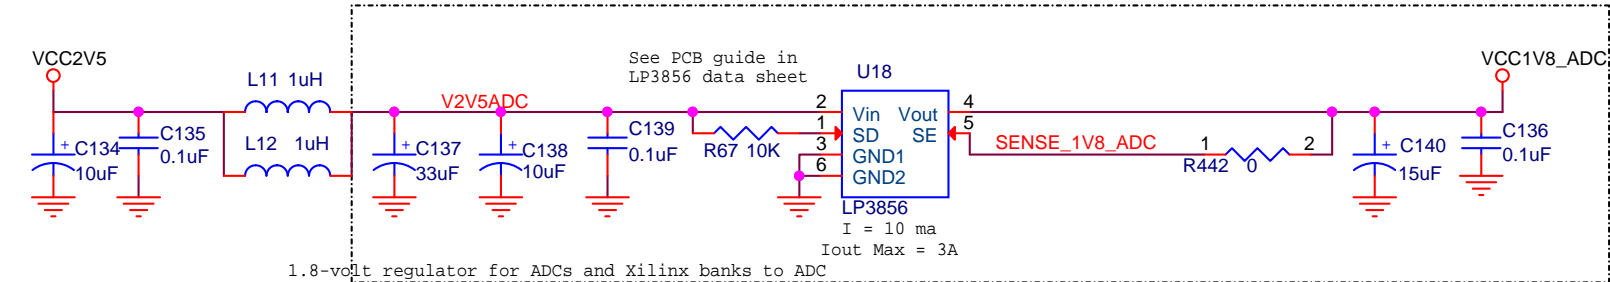 VCC2V5
VCC1V8_ADC
See PCB guide in
LP3856 data sheet
U18
L11 1uH
V2V5ADC
2 Vin Vout 4
1 SD SE 5
3 GND1
6 GND2
+ C134
10uF
C135
0.1uF
L12 1uH
+ C137
33uF
+ C138
10uF
C139
0.1uF
R67 10K
SENSE_1V8_ADC
1 2
R442 0
+ C140
15uF
C136
0.1uF
LP3856
I = 10 ma
Iout Max = 3A
1.8-volt regulator for ADCs and Xilinx banks to ADC